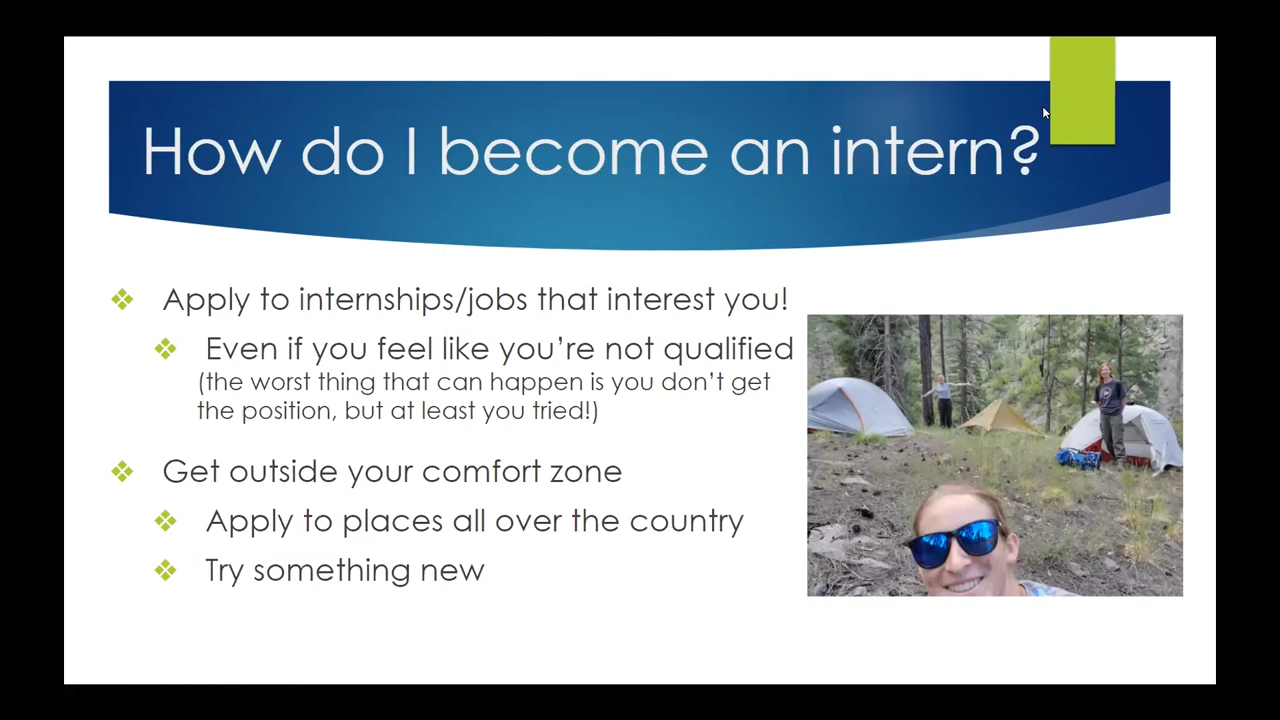 How do I become an intern?
Apply to internships/jobs that interest you!
Even if you feel like you're not qualified
(the worst thing that can happen is you don't get
the position, but at least you tried!)
Get outside your comfort zone
Apply to places all over the country
Try something new